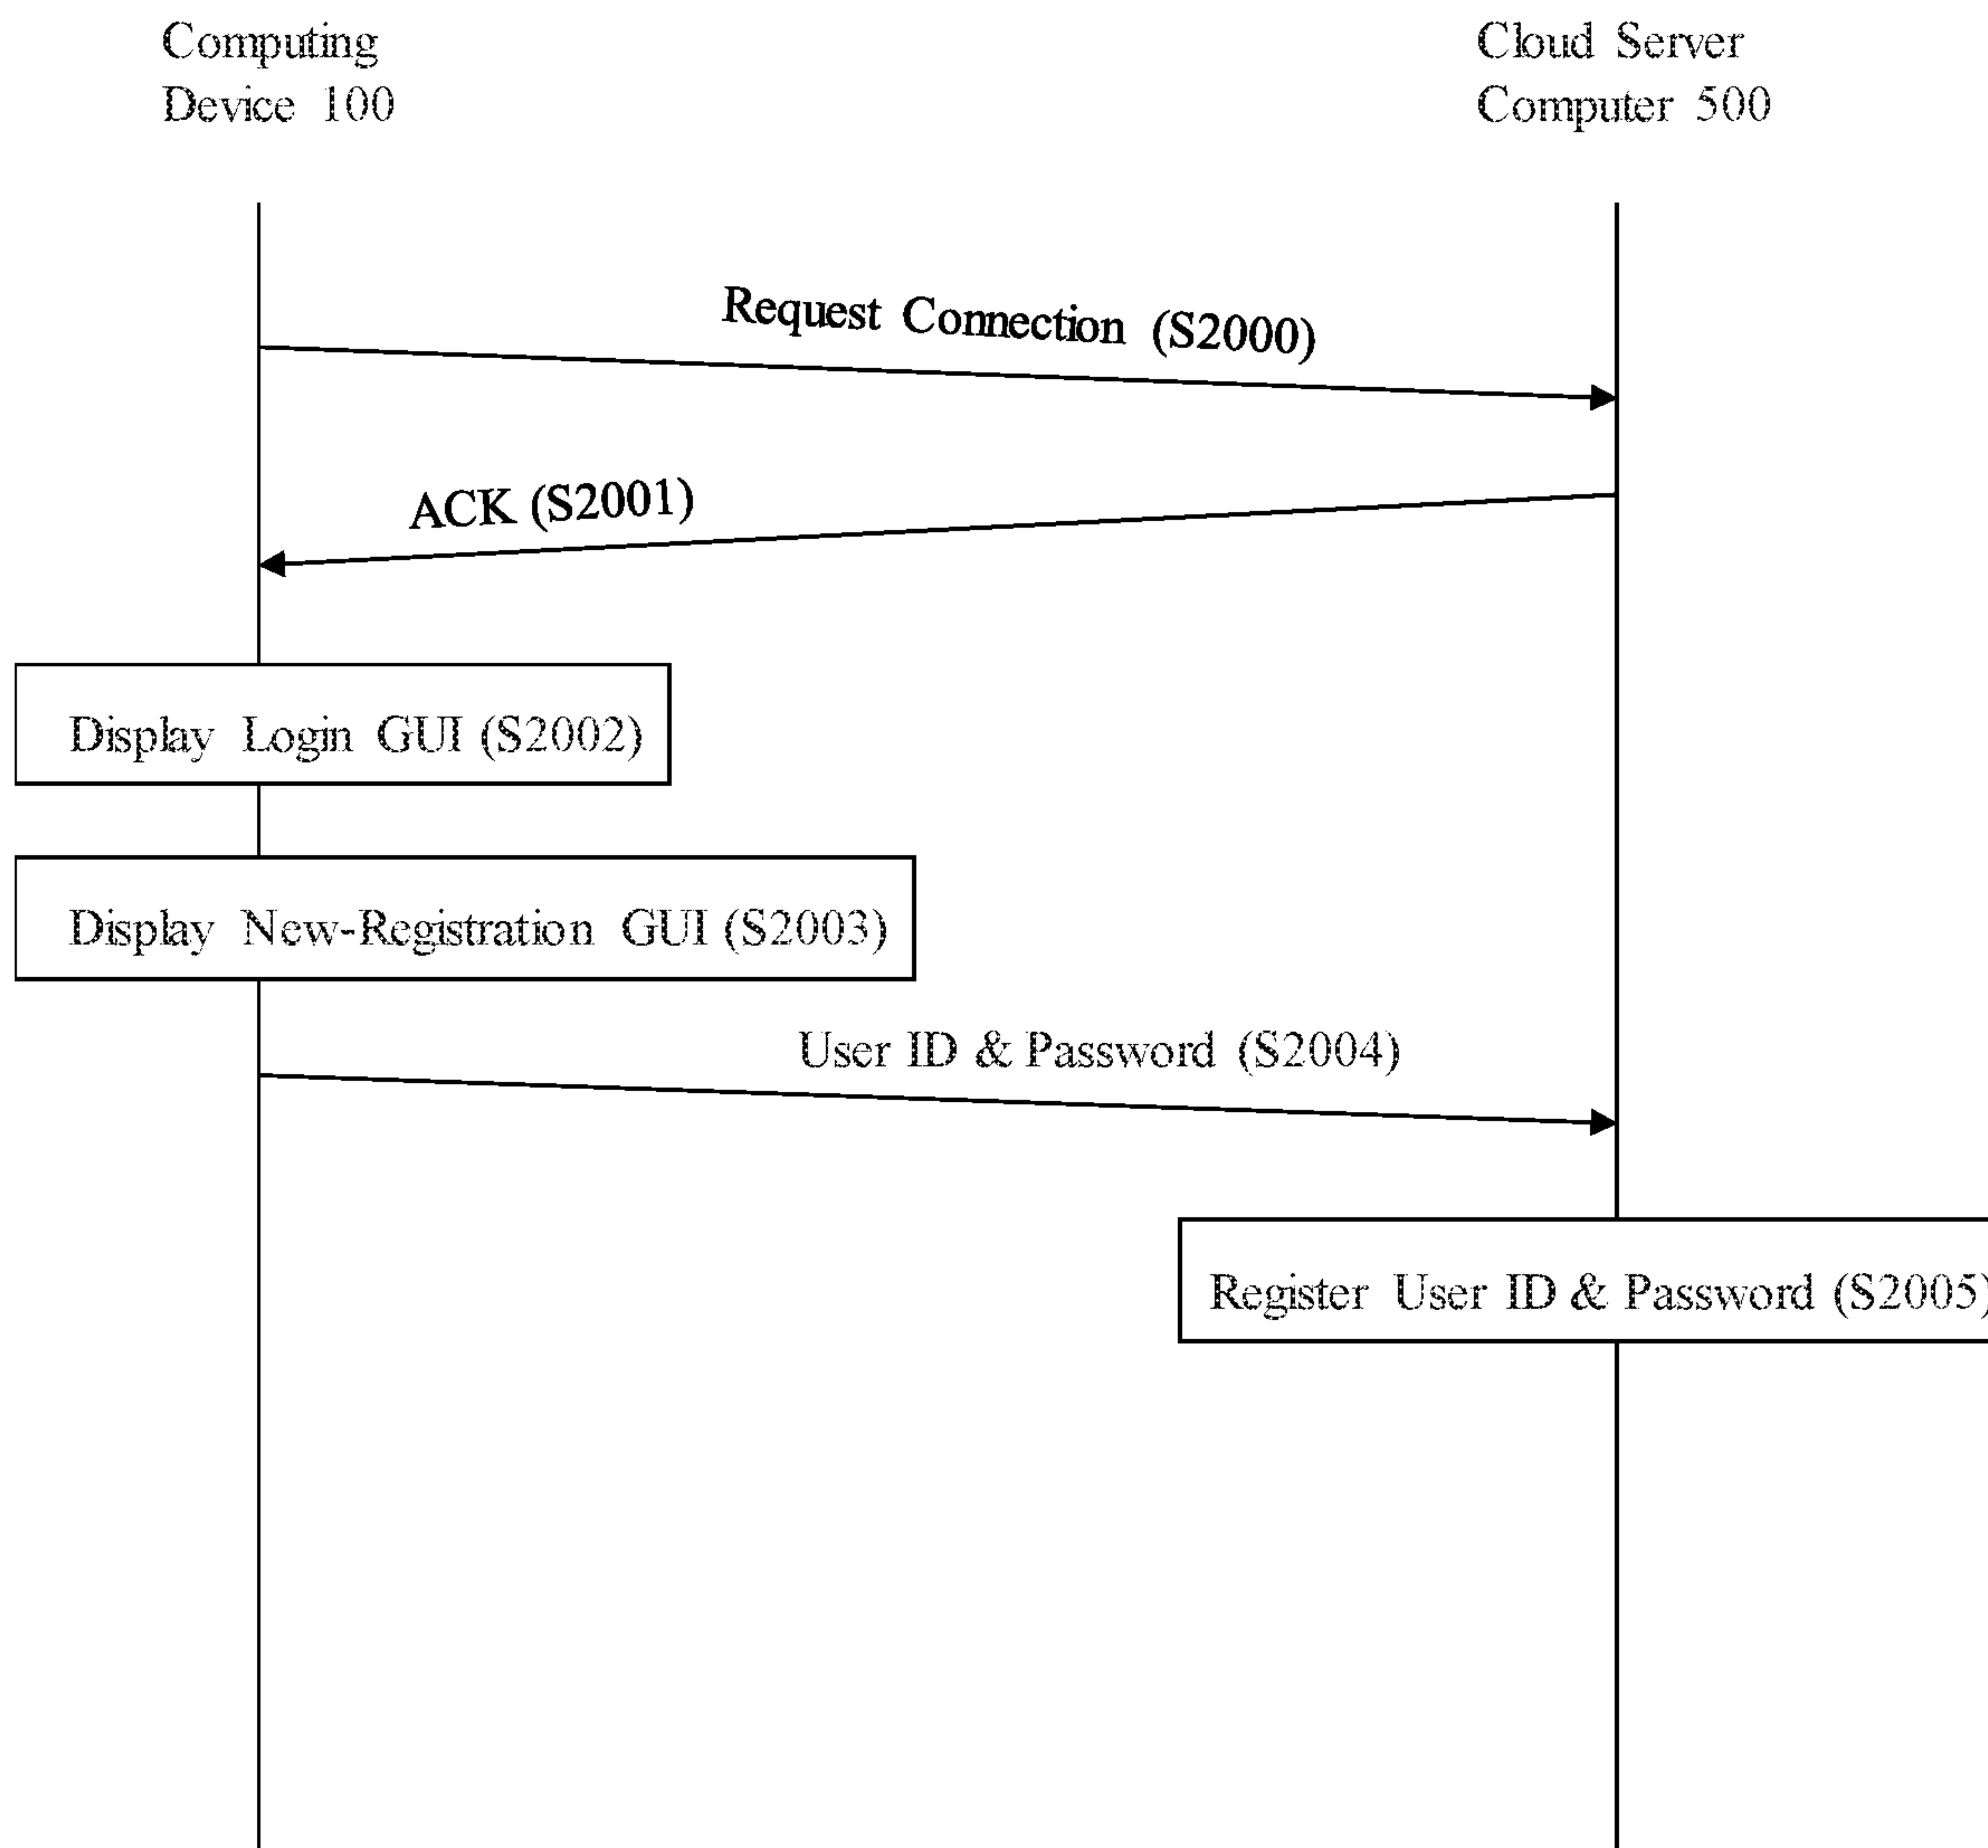 Computing
Device 100
Cloud Server
Computer 500
Request Connection (S2000)
ACK (S2001)
Display Login GUI (S2002)
Display New-Registration GUI (S2003)
User ID & Password (S2004)
Register User ID & Password (S2005)